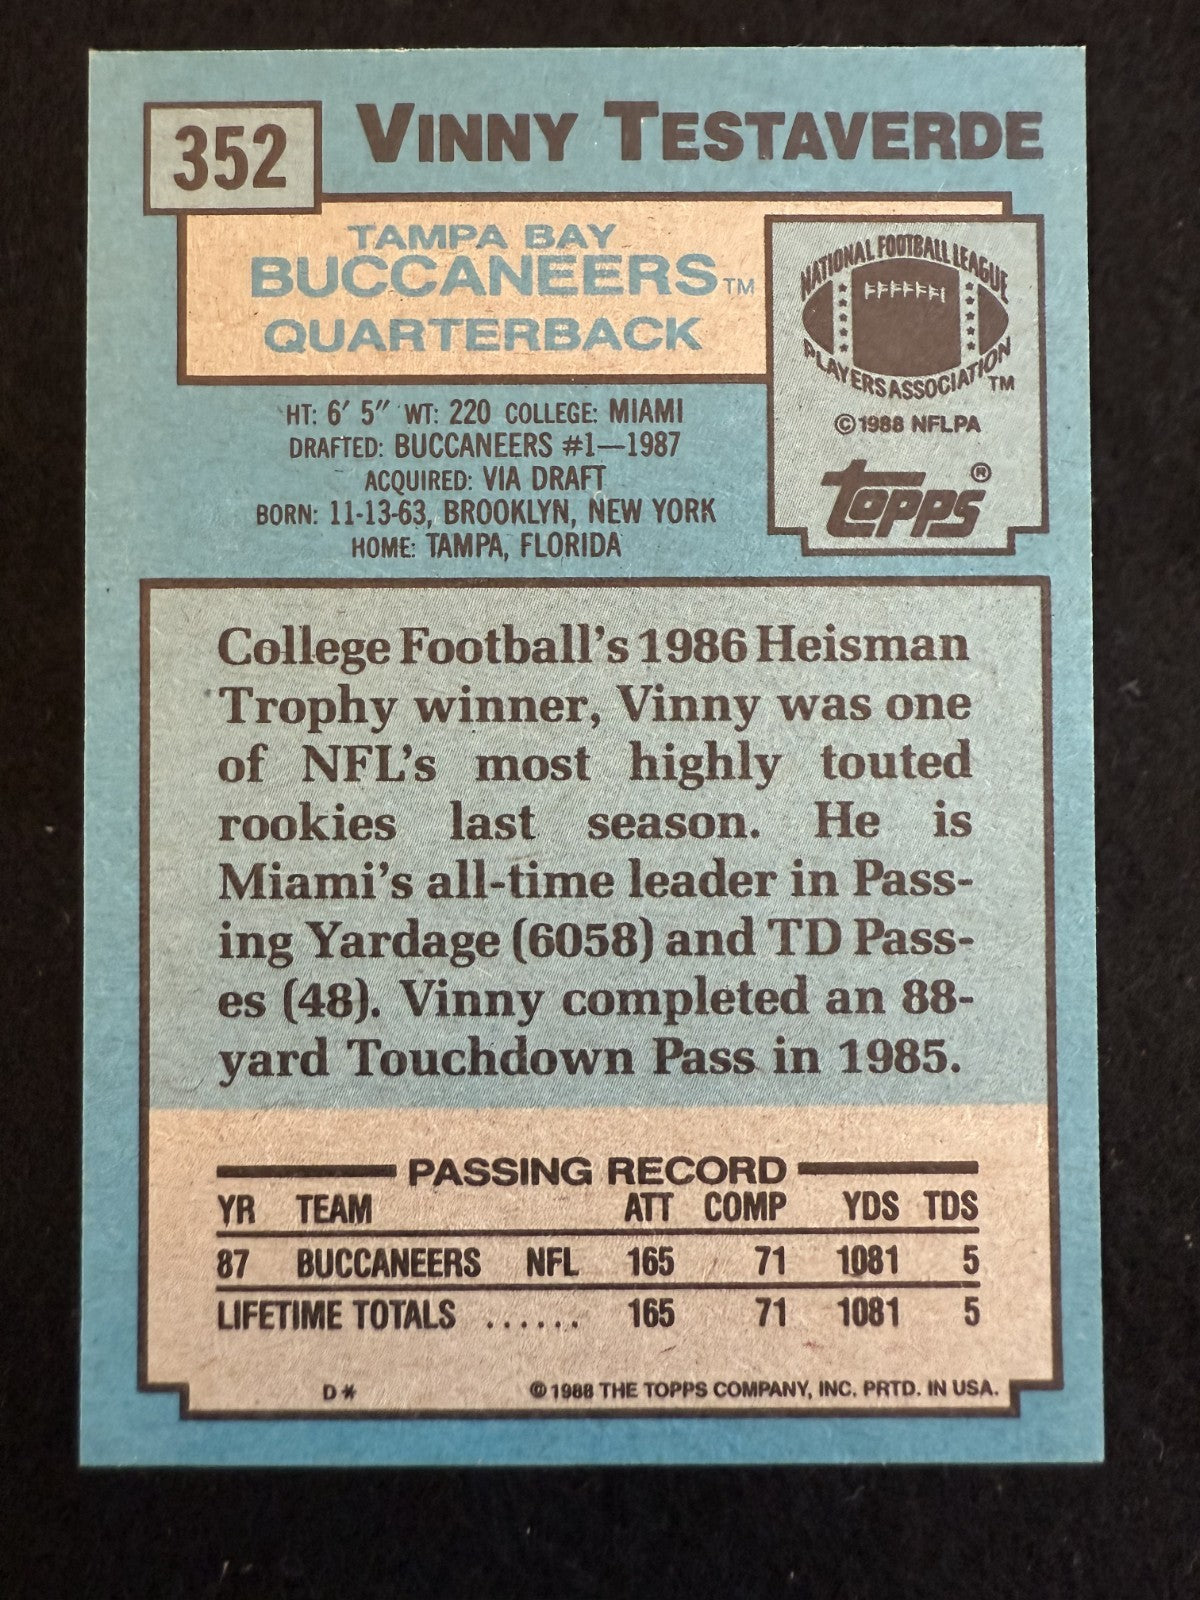 352
VINNY TESTAVERDE
TAMPA BAY
BUCCANEERS TM
QUARTERBACK
NATIONAL FOOTBALL LEAGUE
PLAYERS ASSOCIATION TM
© 1988 NFLPA
topps ®
HT: 6' 5" WT: 220 COLLEGE: MIAMI
DRAFTED: BUCCANEERS #1—1987
ACQUIRED: VIA DRAFT
BORN: 11-13-63, BROOKLYN, NEW YORK
HOME: TAMPA, FLORIDA
College Football's 1986 Heisman
Trophy winner, Vinny was one
of NFL's most highly touted
rookies last season. He is
Miami's all-time leader in Pass-
ing Yardage (6058) and TD Pass-
es (48). Vinny completed an 88-
yard Touchdown Pass in 1985.
PASSING RECORD
YR TEAM ATT COMP YDS TDS
87 BUCCANEERS NFL 165 71 1081 5
LIFETIME TOTALS ...... 165 71 1081 5
D* © 1988 THE TOPPS COMPANY, INC. PRTD. IN USA.